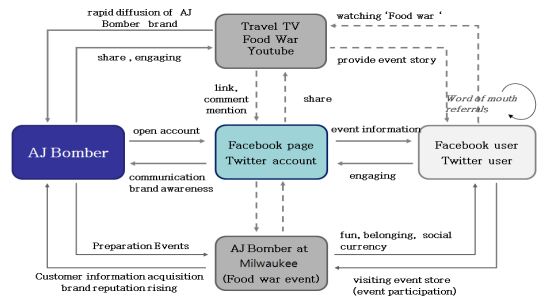 rapid diffusion of AJ
Bomber brand
Travel TV
Food War
Youtube
watching ‘Food war ‘
share , engaging
provide event story
link,
comment
mention
share
Word of mouth
referrals
AJ Bomber
open account
Facebook page
Twitter account
event information
Facebook user
Twitter user
communication
brand awareness
engaging
Preparation Events
AJ Bomber at
Milwaukee
(Food war event)
fun, belonging, social
currency
Customer information acquisition
brand reputation rising
visiting event store
(event participation)